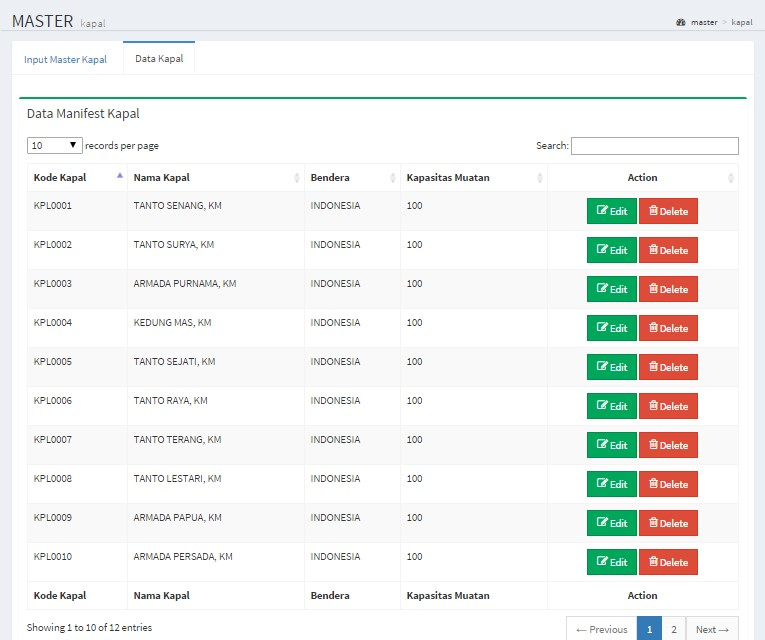 MASTER kapal
master > kapal
Input Master Kapal
Data Kapal
Data Manifest Kapal
10 records per page
Search:
Kode Kapal Nama Kapal Bendera Kapasitas Muatan Action
KPL0001 TANTO SENANG, KM INDONESIA 100 Edit Delete
KPL0002 TANTO SURYA, KM INDONESIA 100 Edit Delete
KPL0003 ARMADA PURNAMA, KM INDONESIA 100 Edit Delete
KPL0004 KEDUNG MAS, KM INDONESIA 100 Edit Delete
KPL0005 TANTO SEJATI, KM INDONESIA 100 Edit Delete
KPL0006 TANTO RAYA, KM INDONESIA 100 Edit Delete
KPL0007 TANTO TERANG, KM INDONESIA 100 Edit Delete
KPL0008 TANTO LESTARI, KM INDONESIA 100 Edit Delete
KPL0009 ARMADA PAPUA, KM INDONESIA 100 Edit Delete
KPL0010 ARMADA PERSADA, KM INDONESIA 100 Edit Delete
Kode Kapal Nama Kapal Bendera Kapasitas Muatan Action
Showing 1 to 10 of 12 entries
← Previous 1 2 Next →